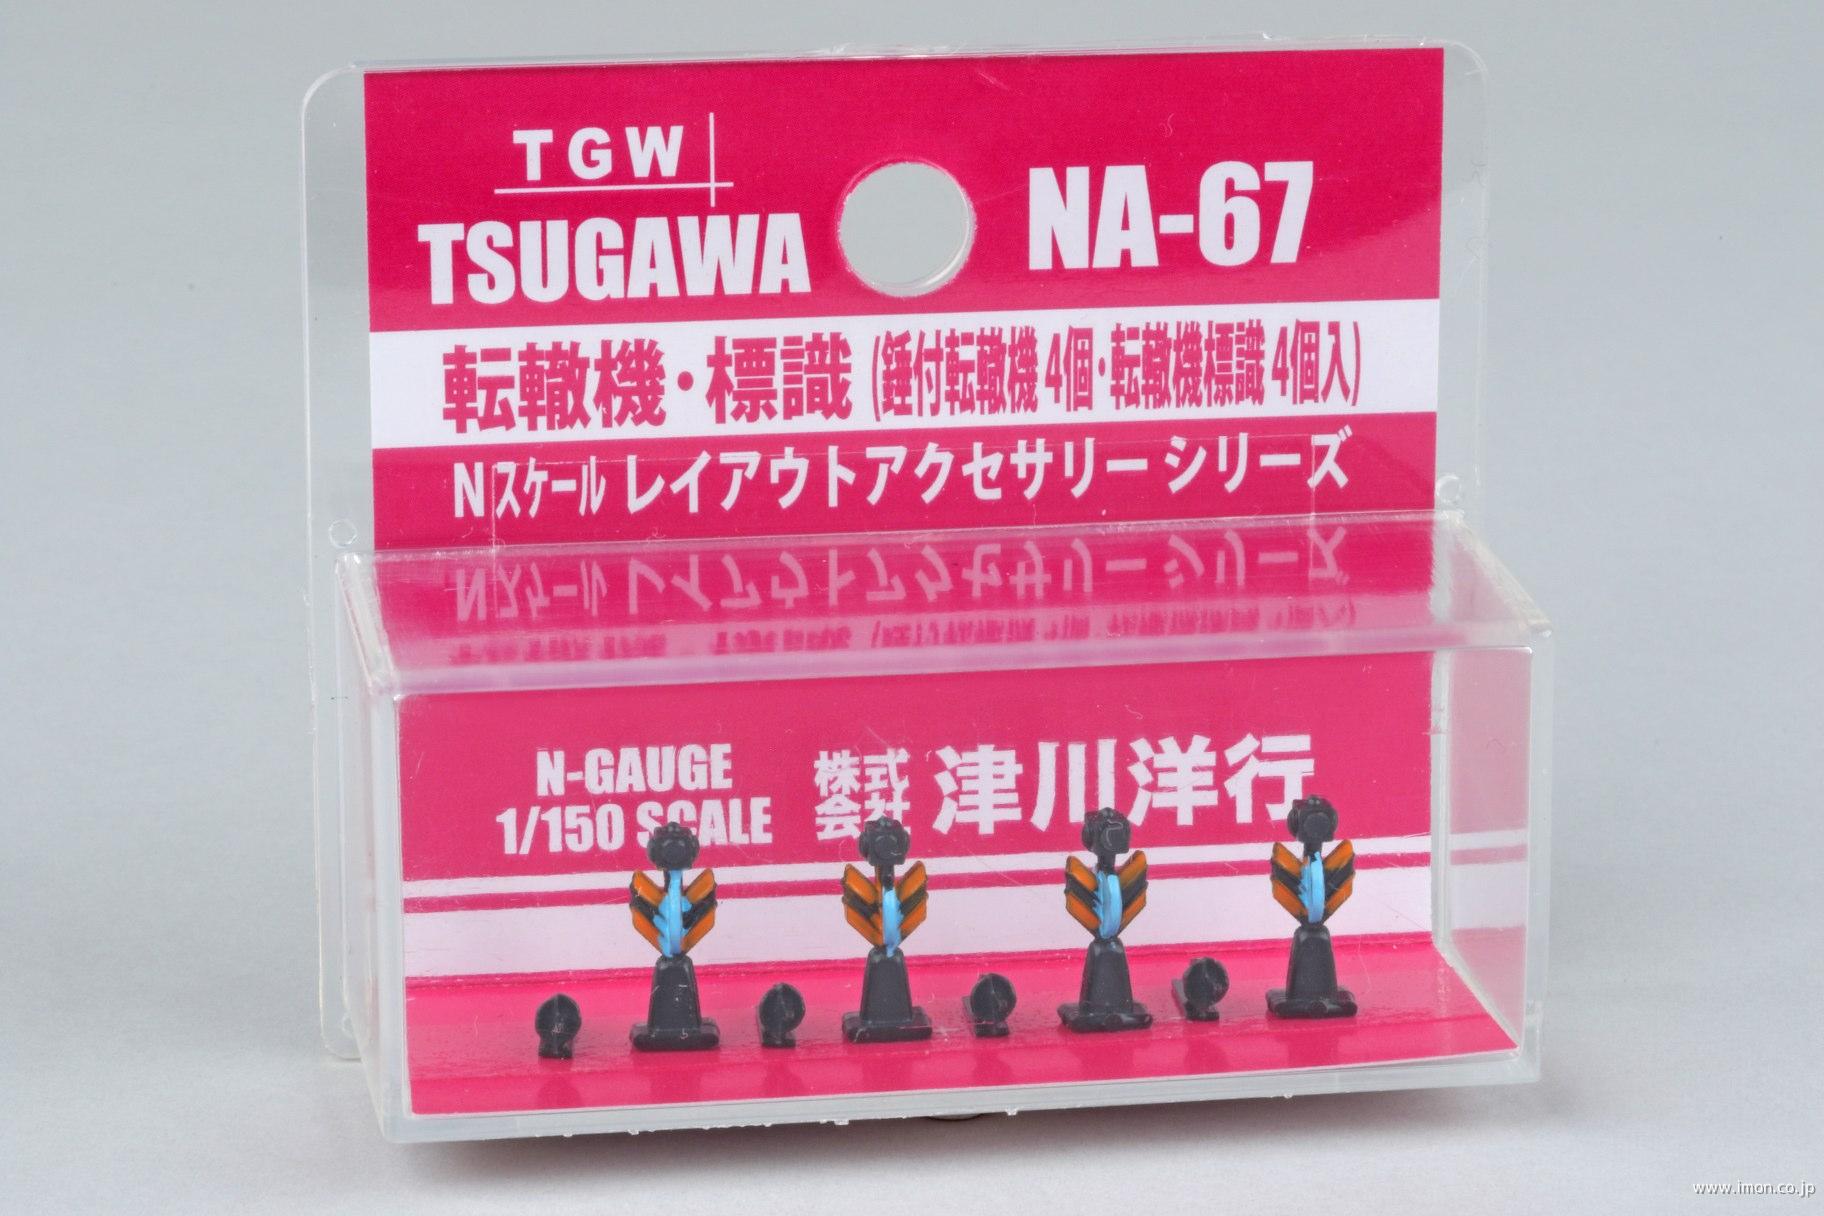 TGW
TSUGAWA
NA-67
転轍機・標識 (錘付転轍機4個・転轍機標識4個入)
Nスケール レイアウトアクセサリー シリーズ
N-GAUGE
1/150 SCALE
株式会社 津川洋行
www.imon.co.jp